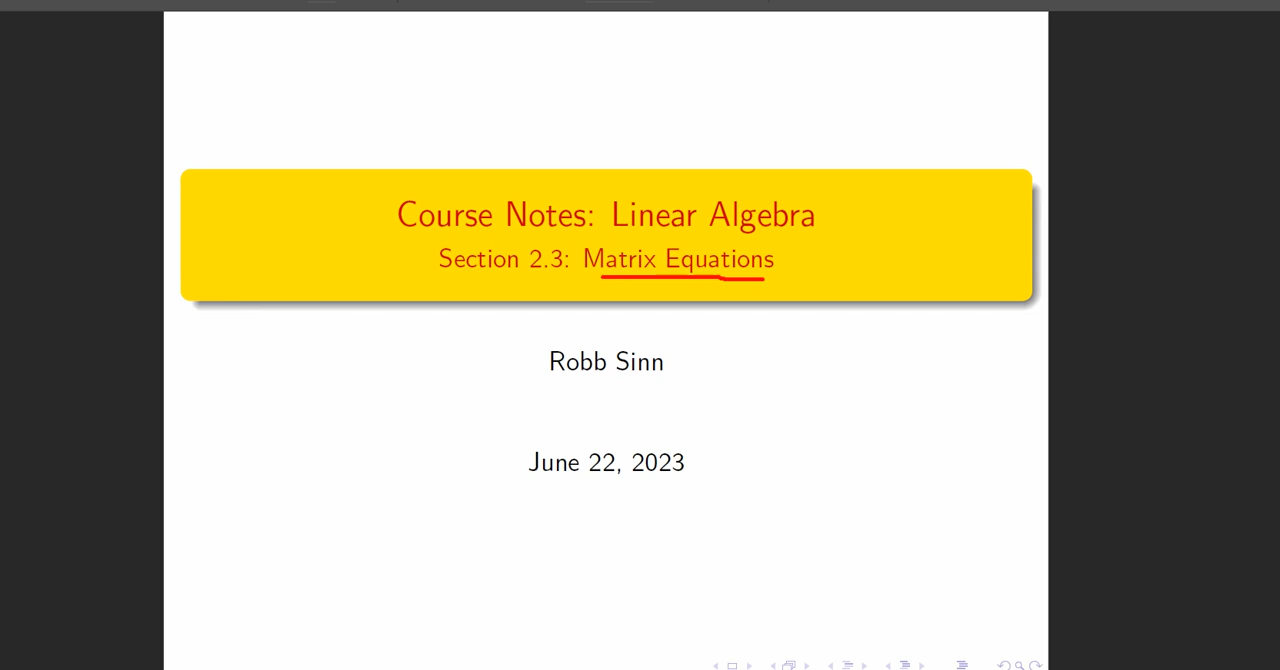 Course Notes: Linear Algebra
Section 2.3: Matrix Equations
Robb Sinn
June 22, 2023